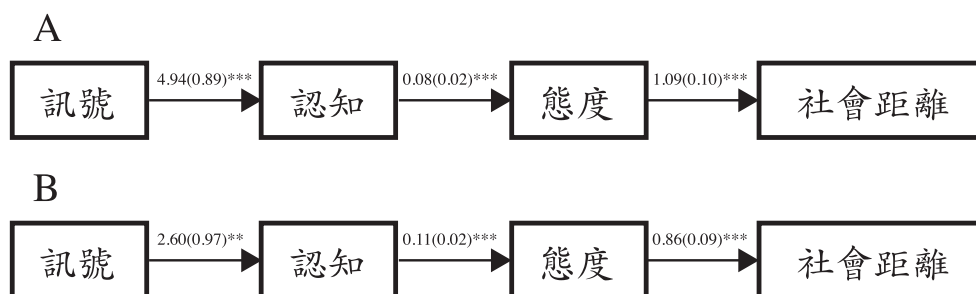 A
4.94(0.89)*** 0.08(0.02)*** 1.09(0.10)***
訊號 認知 態度 社會距離
B
2.60(0.97)** 0.11(0.02)*** 0.86(0.09)***
訊號 認知 態度 社會距離